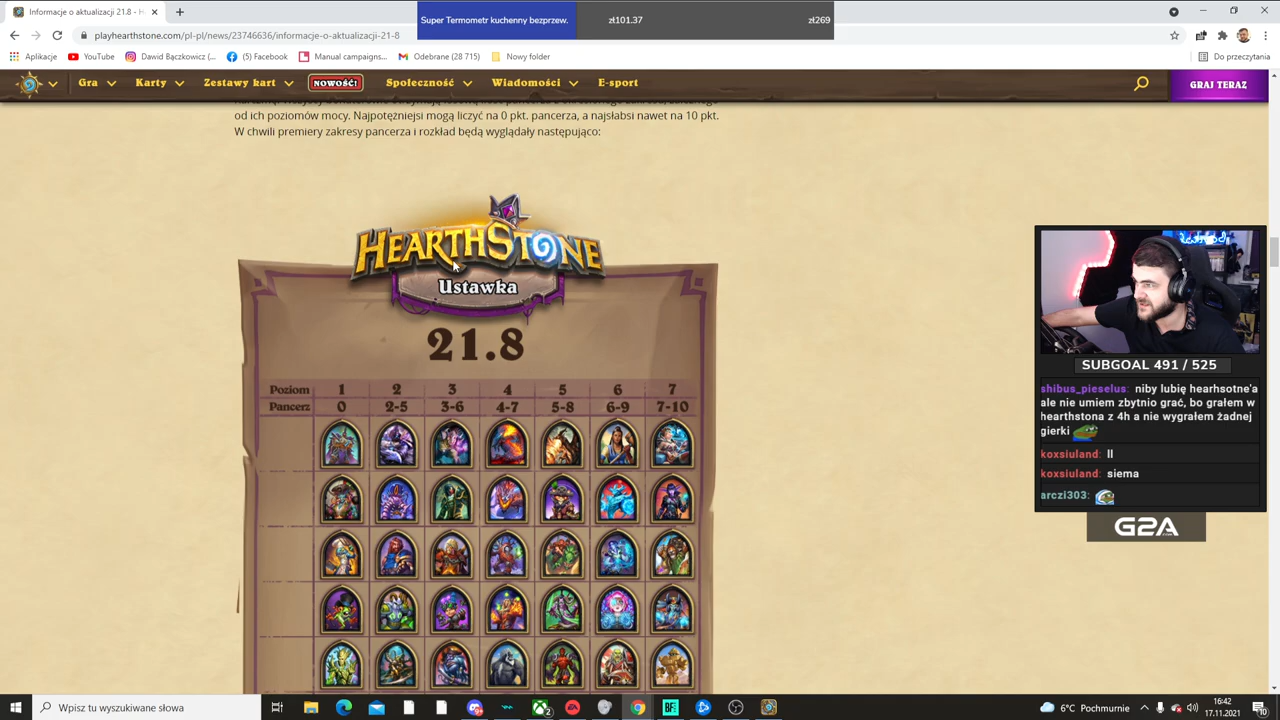 Informacje o aktualizacji 21.8 - H
Super Termometr kuchenny bezprzew.
zł101.37
zł269
playhearthstone.com/pl-pl/news/23746636/informacje-o-aktualizacji-21-8
Aplikacje
YouTube
Dawid Bączkowicz (...
(5) Facebook
Manual campaigns...
Odebrane (28 715)
Nowy folder
Do przeczytania
Gra
Karty
Zestawy kart
NOWOŚĆ!
Społeczność
Wiadomości
E-sport
GRAJ TERAZ
od ich poziomów mocy. Najpotężniejsi mogą liczyć na 0 pkt. pancerza, a najsłabsi nawet na 10 pkt.
W chwili premiery zakresy pancerza i rozkład będą wyglądały następująco:
HEARTHSTONE
Ustawka
21.8
Poziom 1 2 3 4 5 6 7
Pancerz 0 2-5 3-6 4-7 5-8 6-9 7-10
SUBGOAL 491 / 525
shibus_pieselus: niby lubię hearhsotne'a
ale nie umiem zbytnio grać, bo grałem w
hearthstona z 4h a nie wygrałem żadnej
gierki
koxsiuland: ll
koxsiuland: siema
arczi303:
G2A
.COM
Wpisz tu wyszukiwane słowa
2
BF
6°C Pochmurnie
16:42
17.11.2021
10